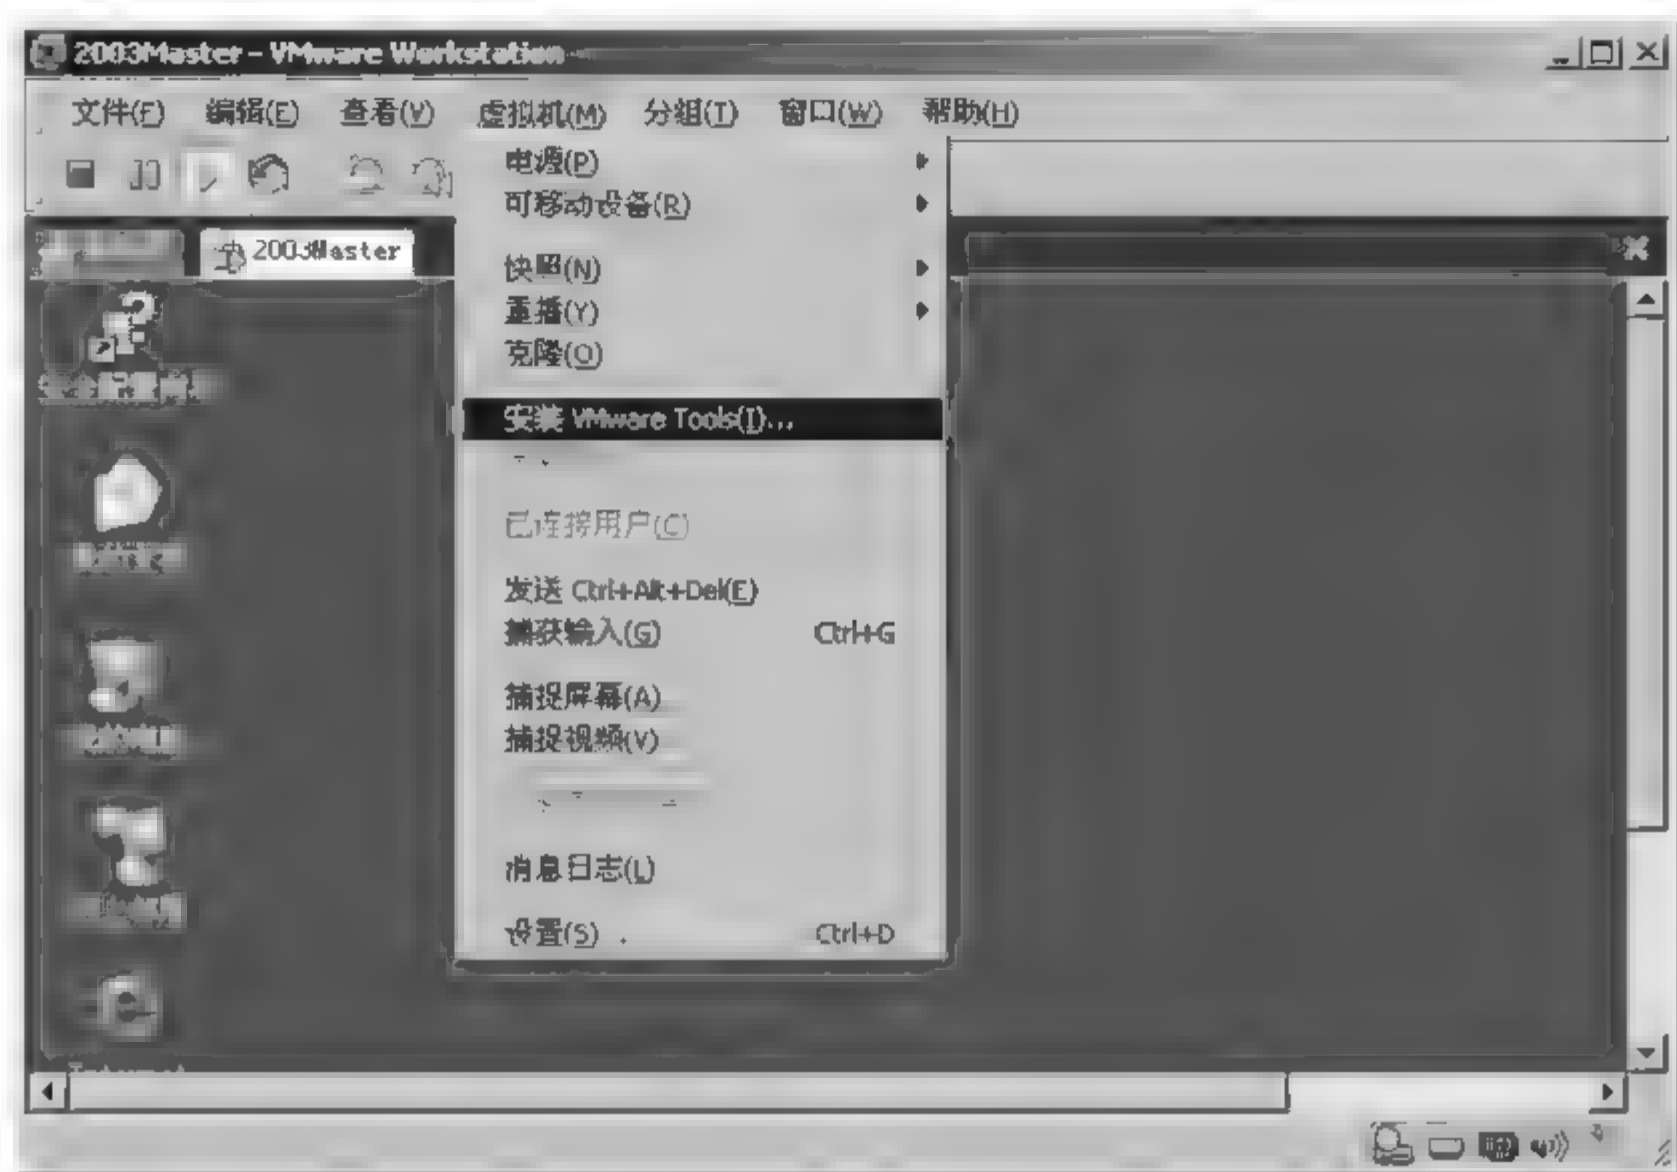 2003Master - VMware Workstation
文件(F) 编辑(E) 查看(V) 虚拟机(M) 分组(T) 窗口(W) 帮助(H)
电源(P)
可移动设备(R)
2003Master
快照(N)
重播(Y)
克隆(O)
安装 VMware Tools(I)...
已连接用户(C)
发送 Ctrl+Alt+Del(E)
捕获输入(G) Ctrl+G
捕捉屏幕(A)
捕捉视频(V)
消息日志(L)
设置(S) Ctrl+D